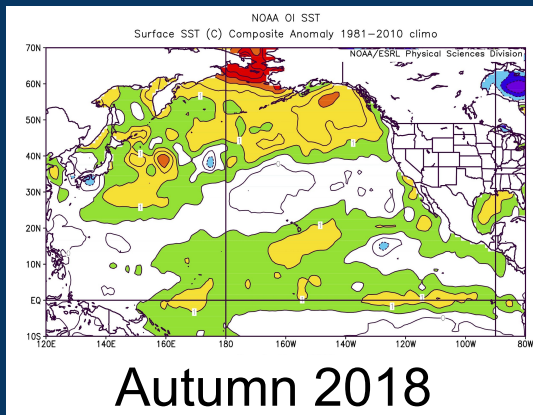 NOAA OI SST
Surface SST (C) Composite Anomaly 1981-2010 climo
70N
NOAA/ESRL Physical Sciences Division
60N
50N
40N
30N
20N
10N
EQ
10S
120E 140E 160E 180 160W 140W 120W 100W 80W
Autumn 2018